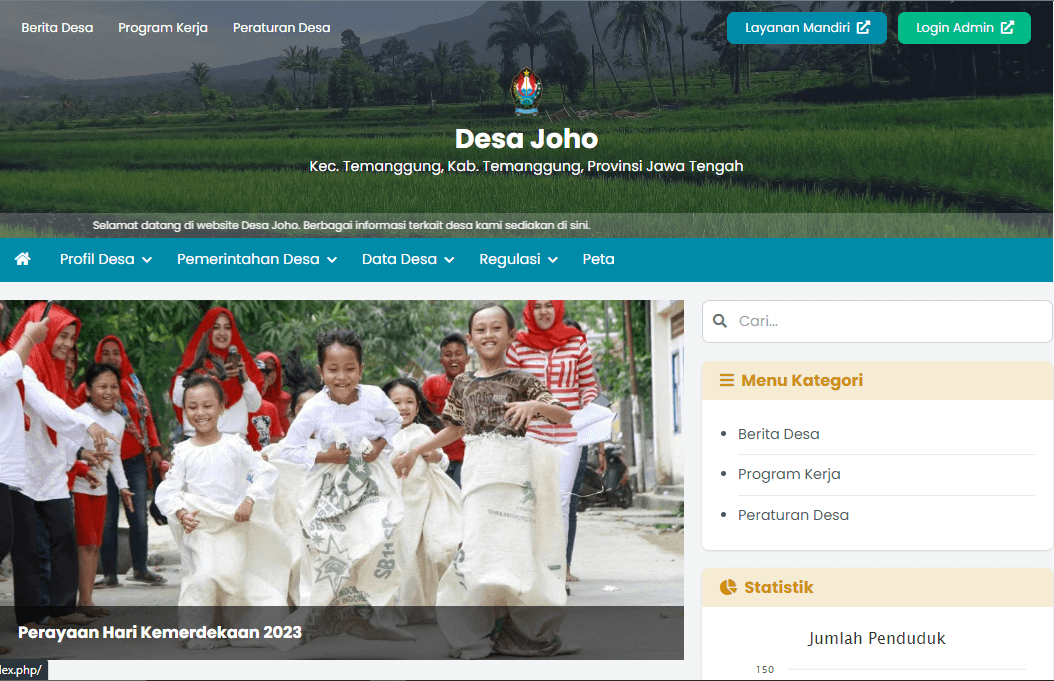 Berita Desa Program Kerja Peraturan Desa Layanan Mandiri Login Admin
Desa Joho
Kec. Temanggung, Kab. Temanggung, Provinsi Jawa Tengah
Selamat datang di website Desa Joho. Berbagai informasi terkait desa kami sediakan di sini.
Profil Desa Pemerintahan Desa Data Desa Regulasi Peta
Cari...
Menu Kategori
Berita Desa
Program Kerja
Peraturan Desa
Perayaan Hari Kemerdekaan 2023
Statistik
Jumlah Penduduk
150
lex.php/